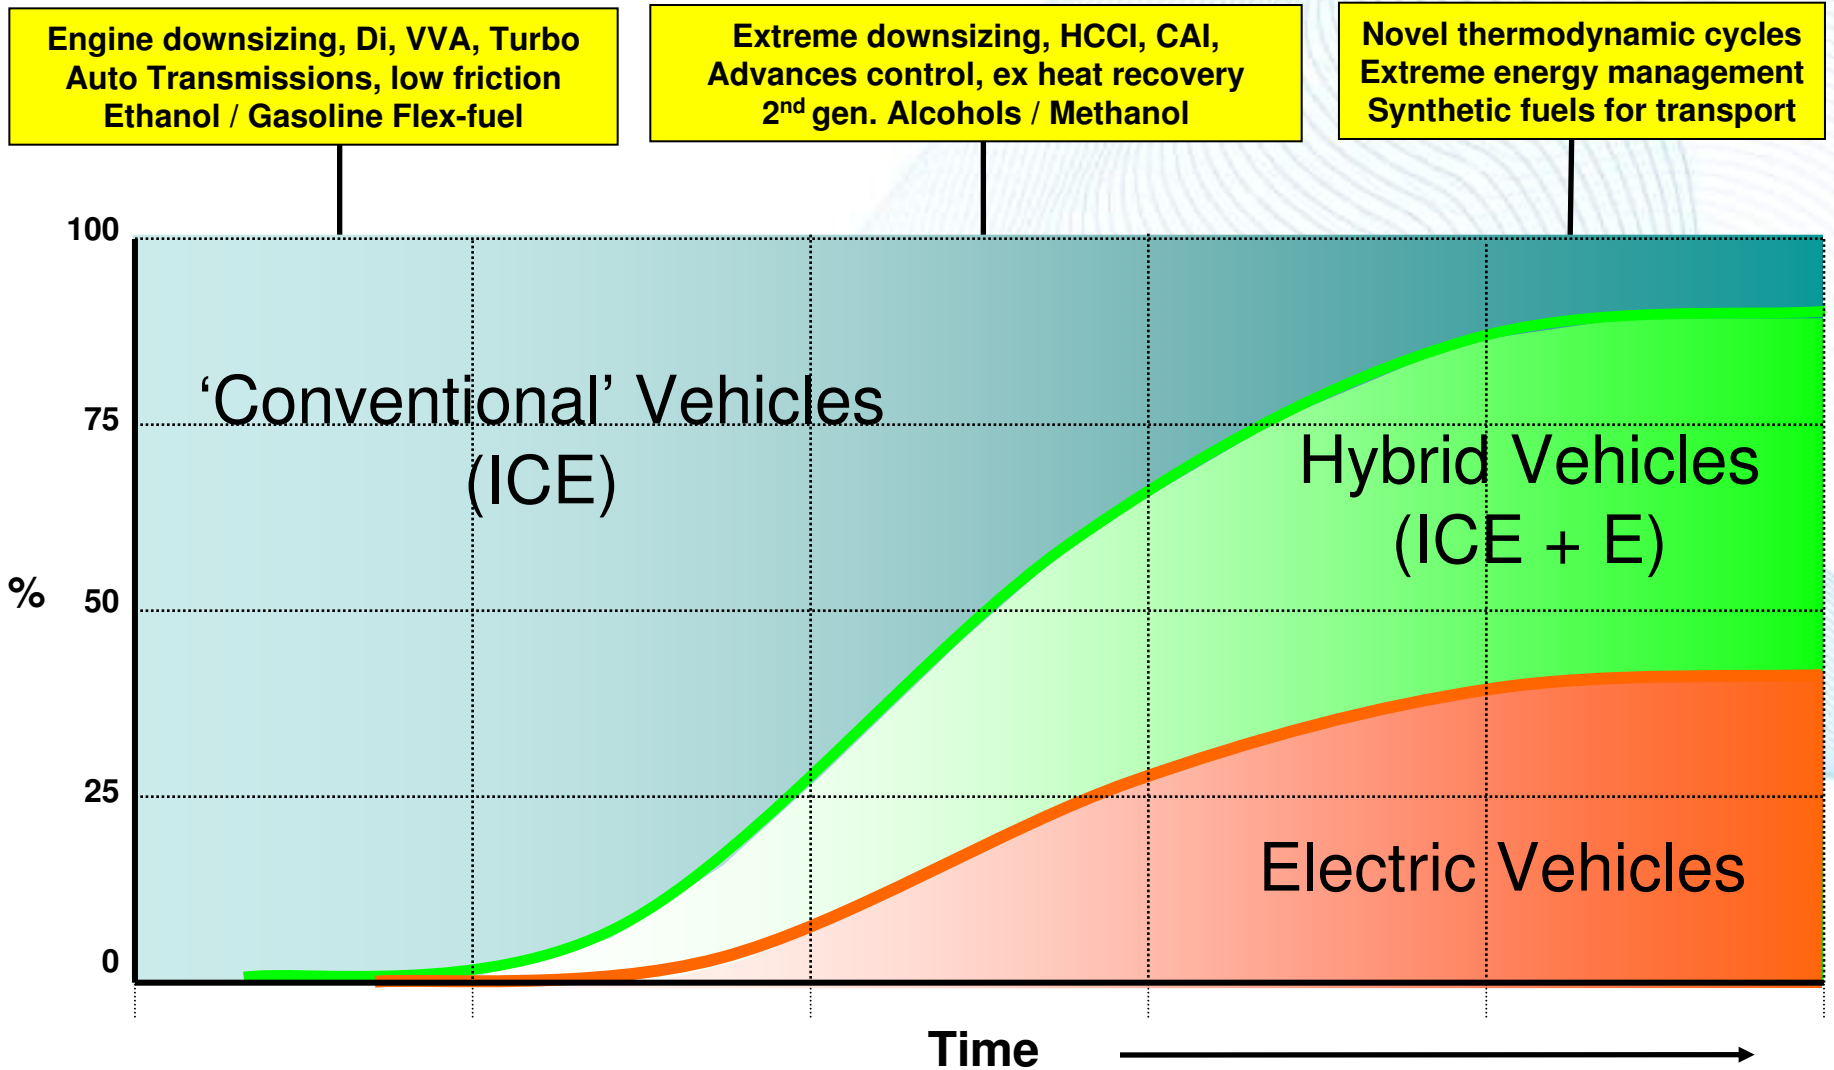 Engine downsizing, Di, VVA, Turbo
Auto Transmissions, low friction
Ethanol / Gasoline Flex-fuel
Extreme downsizing, HCCI, CAI,
Advances control, ex heat recovery
2nd gen. Alcohols / Methanol
Novel thermodynamic cycles
Extreme energy management
Synthetic fuels for transport
100
75
%
50
25
0
‘Conventional’ Vehicles
(ICE)
Hybrid Vehicles
(ICE + E)
Electric Vehicles
Time